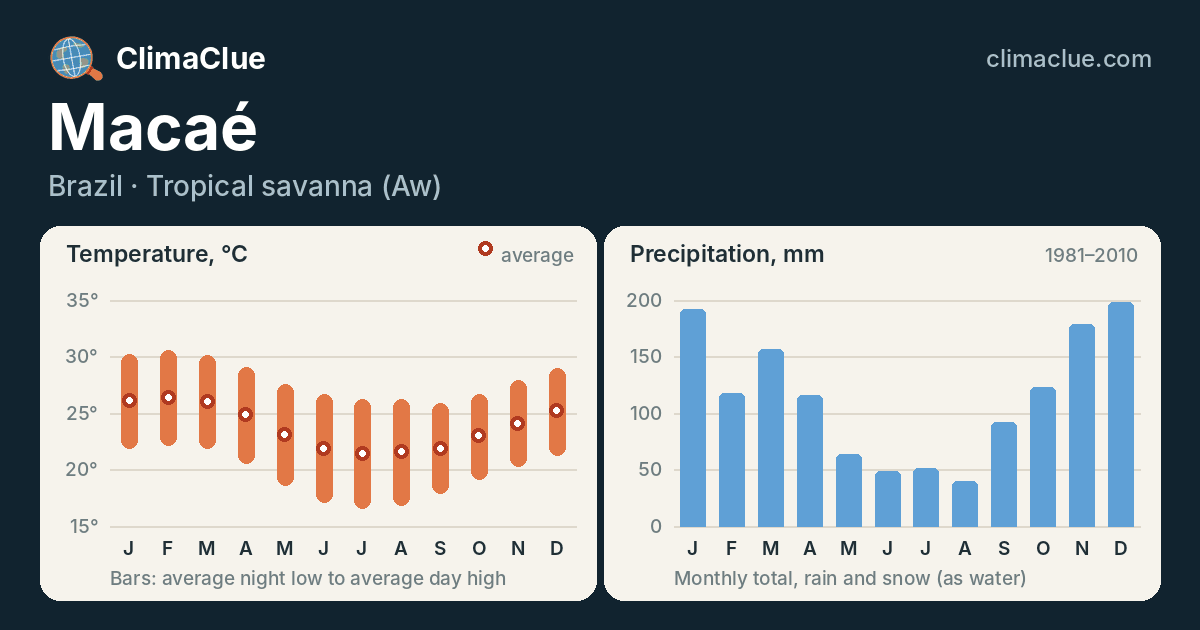 ClimaClue
climaclue.com
Macaé
Brazil · Tropical savanna (Aw)
Temperature, °C
average
35°
30°
25°
20°
15°
J F M A M J J A S O N D
Bars: average night low to average day high
Precipitation, mm
1981–2010
200
150
100
50
0
J F M A M J J A S O N D
Monthly total, rain and snow (as water)